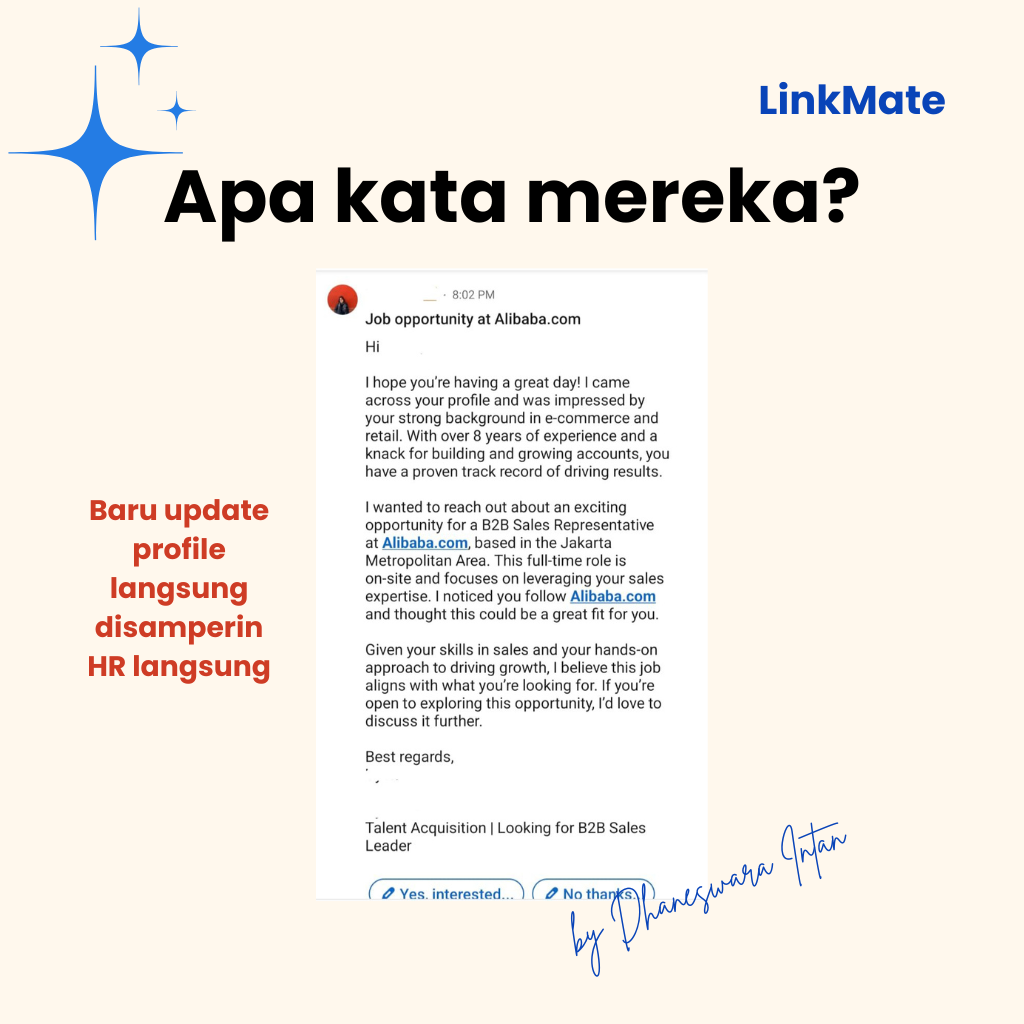 LinkMate
Apa kata mereka?
· 8:02 PM
Job opportunity at Alibaba.com
Hi
I hope you're having a great day! I came
across your profile and was impressed by
your strong background in e-commerce and
retail. With over 8 years of experience and a
knack for building and growing accounts, you
have a proven track record of driving results.
I wanted to reach out about an exciting
opportunity for a B2B Sales Representative
at Alibaba.com, based in the Jakarta
Metropolitan Area. This full-time role is
on-site and focuses on leveraging your sales
expertise. I noticed you follow Alibaba.com
and thought this could be a great fit for you.
Given your skills in sales and your hands-on
approach to driving growth, I believe this job
aligns with what you're looking for. If you're
open to exploring this opportunity, I'd love to
discuss it further.
Best regards,
Talent Acquisition | Looking for B2B Sales
Leader
Yes, interested...
No thanks.
Baru update
profile
langsung
disamperin
HR langsung
by Dhaneswara Intan